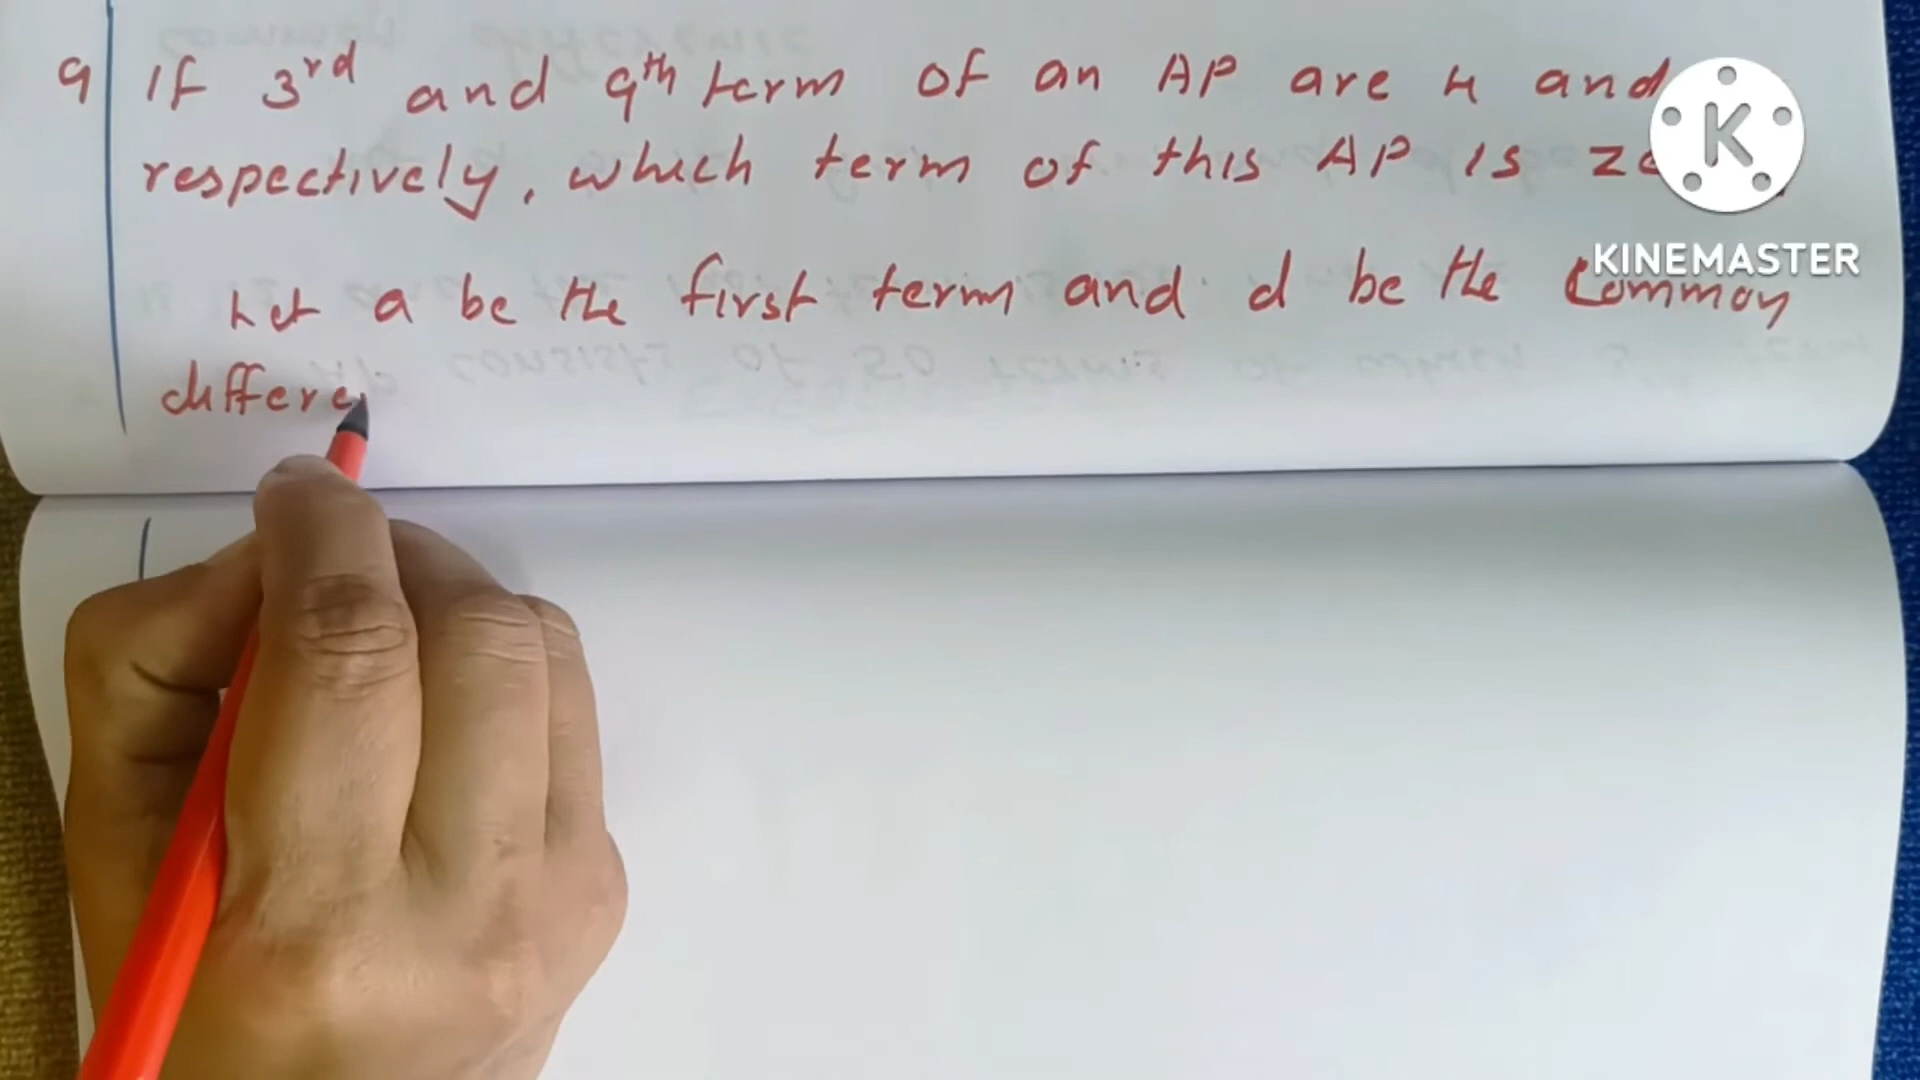 9 If 3rd and 9th term of an AP are 4 and
respectively, which term of this AP is
Let a be the first term and d be the Common
differe
K
KINEMASTER